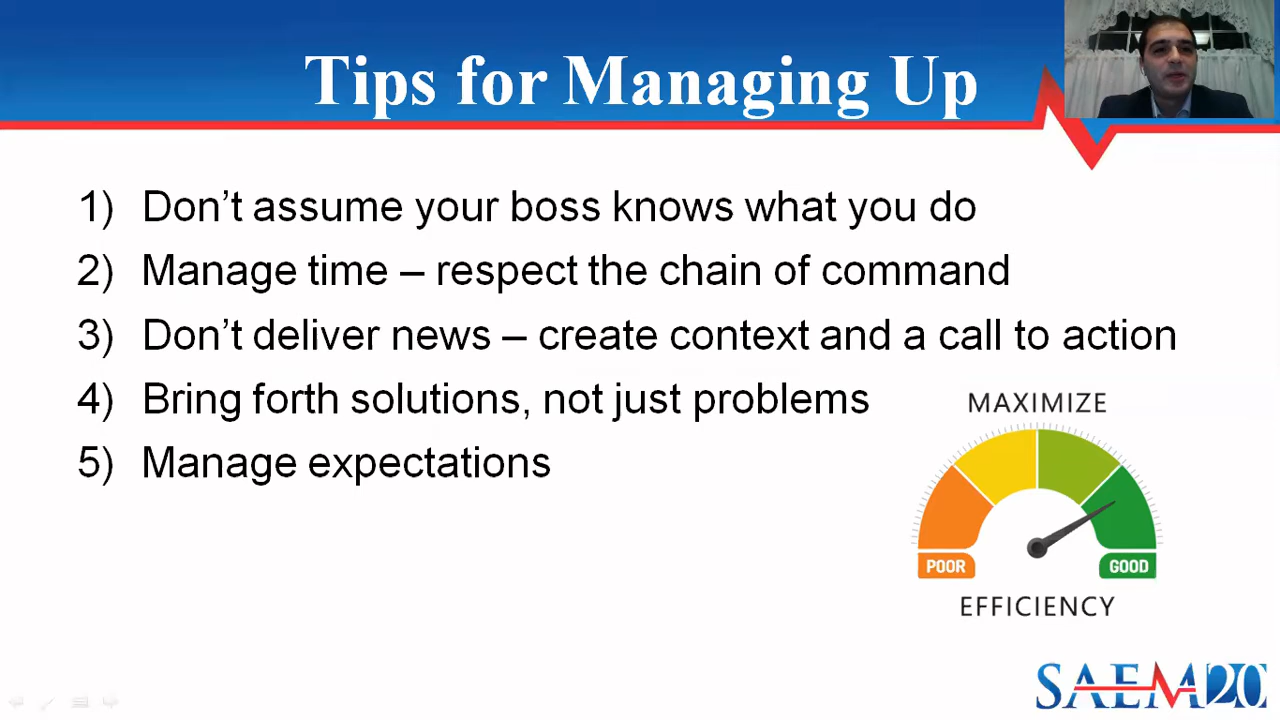 Tips for Managing Up
1) Don’t assume your boss knows what you do
2) Manage time – respect the chain of command
3) Don’t deliver news – create context and a call to action
4) Bring forth solutions, not just problems
5) Manage expectations
MAXIMIZE
POOR
GOOD
EFFICIENCY
SAEM20